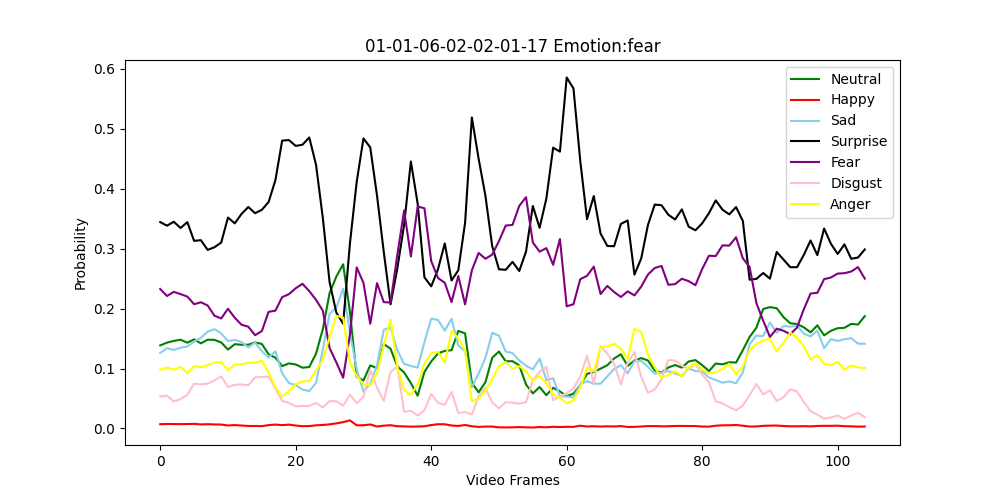 01-01-06-02-02-01-17 Emotion:fear
Probability
0.6
0.5
0.4
0.3
0.2
0.1
0.0
0 20 40 60 80 100
Video Frames
Neutral
Happy
Sad
Surprise
Fear
Disgust
Anger